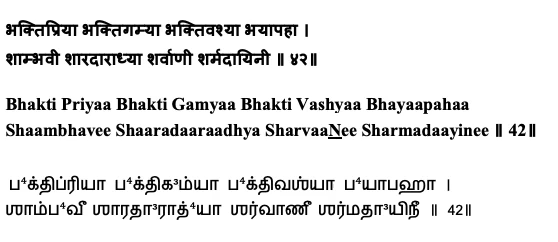 भक्तिप्रिया भक्तिगम्या भक्तिवश्या भयापहा ।
शाम्भवी शारदाराध्या शर्वाणी शर्मदायिनी ॥ ४२॥
Bhakti Priyaa Bhakti Gamyaa Bhakti Vashyaa Bhayaapahaa
Shaambhavee Shaaradaaraadhya SharvaaNee Sharmadaayinee ॥ 42॥
ப⁴க்திப்ரியா ப⁴க்திக³ம்யா ப⁴க்திவஶ்யா ப⁴யாபஹா ।
ஶாம்ப⁴வீ ஶாரதா³ராத்⁴யா ஶர்வாணீ ஶர்மதா³யிநீ ॥ 42॥